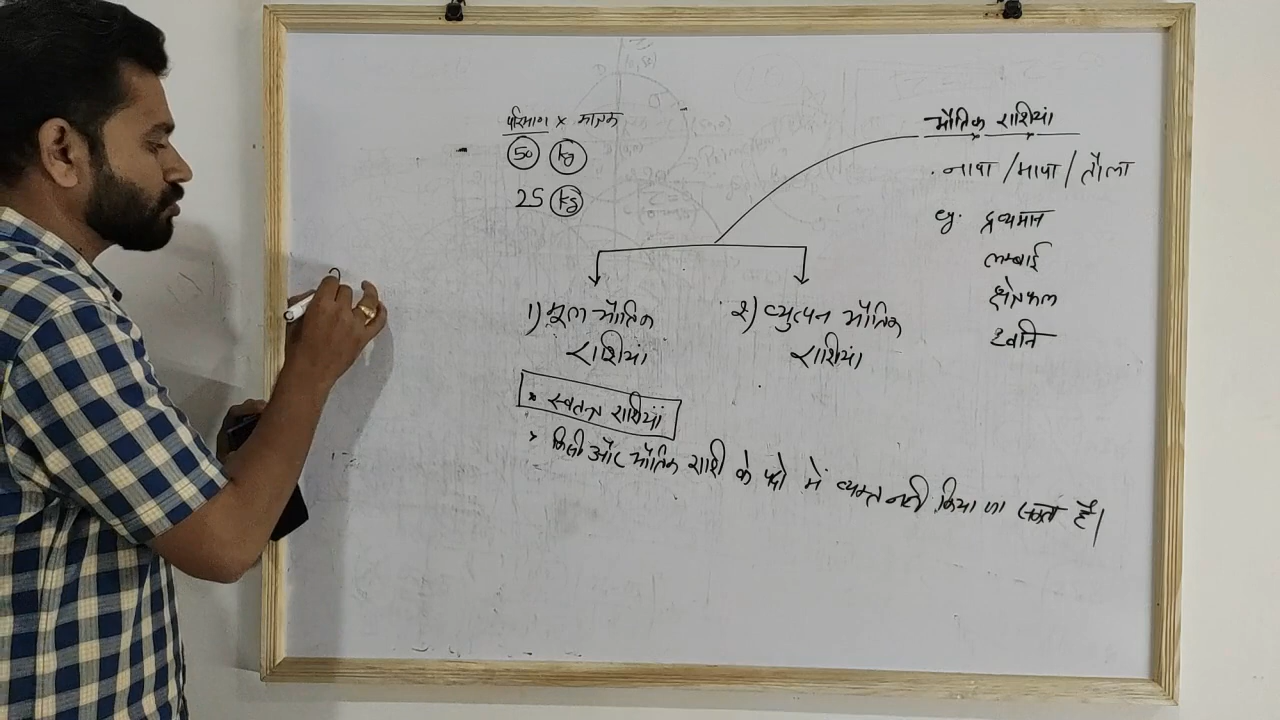 परिमाण × मात्रक
50 kg
25 kg
भौतिक राशियां
. नापा / मापा / तौला
eg. द्रव्यमान
लम्बाई
क्षेत्रफल
ध्वनि
1) मूल भौतिक
राशियां
2) व्युत्पन भौतिक
राशियां
* स्वतन्त्र राशियां
> किसी और भौतिक राशी के पदो में व्यक्त नही किया जा सकता है।